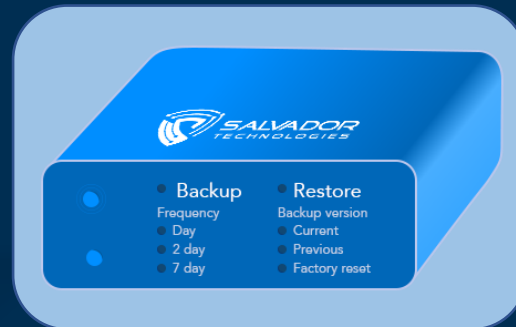 SALVADOR
TECHNOLOGIES
Backup
Frequency
Day
2 day
7 day
Restore
Backup version
Current
Previous
Factory reset